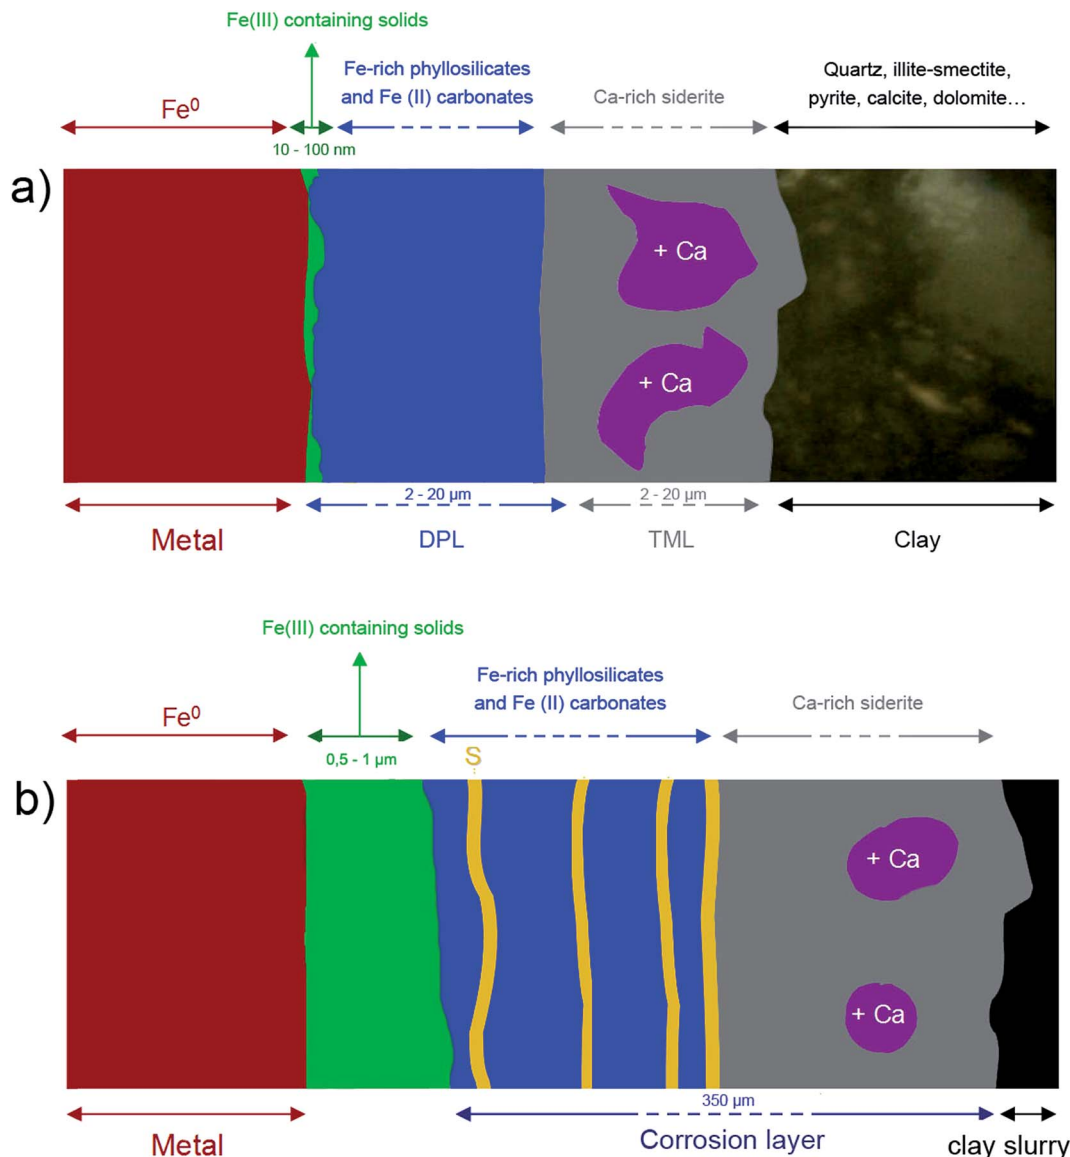 Fe(III) containing solids
Fe-rich phyllosilicates
and Fe (II) carbonates
Quartz, illite-smectite,
pyrite, calcite, dolomite…
Fe⁰
Ca-rich siderite
10 - 100 nm
a)
+ Ca
+ Ca
2 - 20 µm
2 - 20 µm
Metal
DPL
TML
Clay
Fe(III) containing solids
Fe-rich phyllosilicates
and Fe (II) carbonates
Fe⁰
Ca-rich siderite
0,5 - 1 µm
S
b)
+ Ca
+ Ca
350 µm
Metal
Corrosion layer
clay slurry